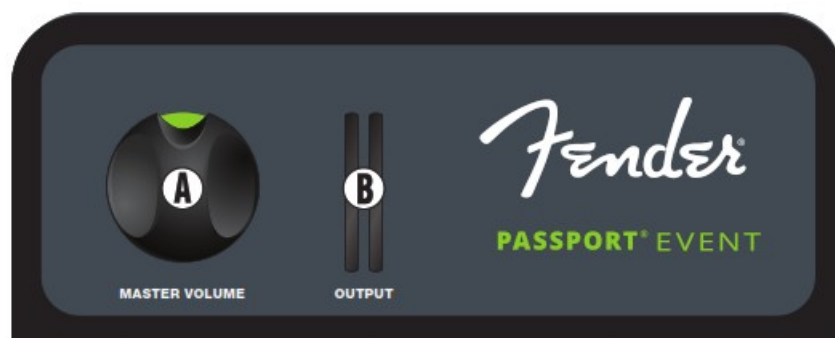 A
B
Fender®
PASSPORT® EVENT
MASTER VOLUME
OUTPUT